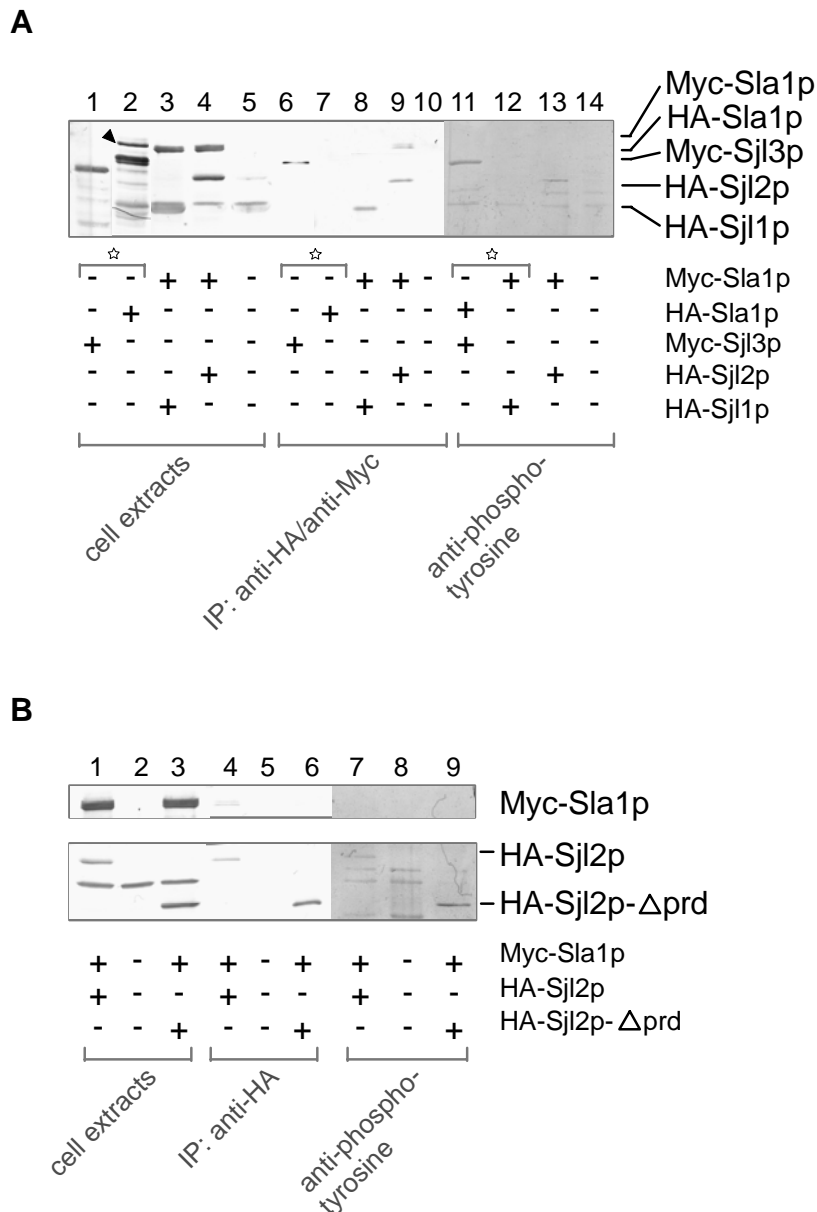 A
1 2 3 4 5 6 7 8 9 10 11 12 13 14
Myc-Sla1p
HA-Sla1p
Myc-Sjl3p
HA-Sjl2p
HA-Sjl1p
☆ ☆ ☆
- - + + - - - + + - - + + - Myc-Sla1p
- + - - - - + - - - + - - - HA-Sla1p
+ - - - - + - - - - + - - - Myc-Sjl3p
- - - + - - - - + - - - + - HA-Sjl2p
- - + - - - - + - - - + - - HA-Sjl1p
cell extracts
IP: anti-HA/anti-Myc
anti-phospho-
tyrosine
B
1 2 3 4 5 6 7 8 9
Myc-Sla1p
HA-Sjl2p
HA-Sjl2p-△prd
+ - + + - + + - + Myc-Sla1p
+ - - + - - + - - HA-Sjl2p
- - + - - + - - + HA-Sjl2p-△prd
cell extracts
IP: anti-HA
anti-phospho-
tyrosine